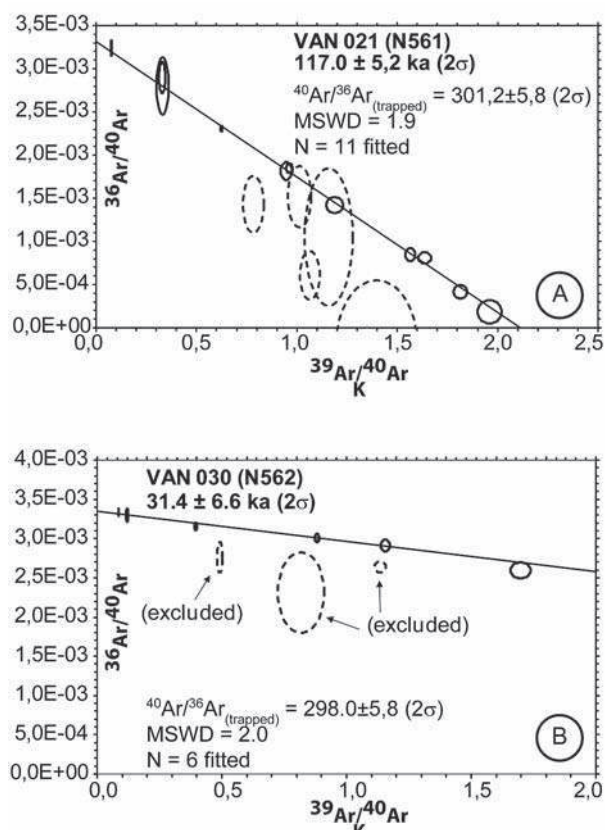 3,5E-03
3,0E-03
2,5E-03
2,0E-03
1,5E-03
1,0E-03
5,0E-04
0,0E+00
36Ar/40Ar
VAN 021 (N561)
117.0 ± 5,2 ka (2σ)
40Ar/36Ar(trapped) = 301,2±5,8 (2σ)
MSWD = 1.9
N = 11 fitted
A
0,0
0,5
1,0
1,5
2,0
2,5
39ArK/40Ar
4,0E-03
3,5E-03
3,0E-03
2,5E-03
2,0E-03
1,5E-03
1,0E-03
5,0E-04
0,0E+00
36Ar/40Ar
VAN 030 (N562)
31.4 ± 6.6 ka (2σ)
(excluded)
(excluded)
40Ar/36Ar(trapped) = 298.0±5,8 (2σ)
MSWD = 2.0
N = 6 fitted
B
0,0
0,5
1,0
1,5
2,0
39ArK/40Ar